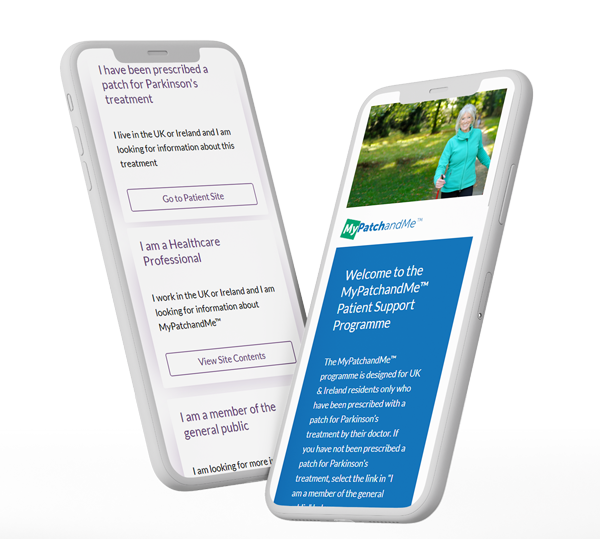 I have been prescribed a
patch for Parkinson's
treatment
I live in the UK or Ireland and I am
looking for information about this
treatment
Go to Patient Site
I am a Healthcare
Professional
I work in the UK or Ireland and I am
looking for information about
MyPatchandMe™
View Site Contents
I am a member of the
general public
I am looking for more
MyPatchandMe™
Welcome to the
MyPatchandMe™
Patient Support
Programme
The MyPatchandMe™
programme is designed for UK
& Ireland residents only who
have been prescribed with a
patch for Parkinson's
treatment by their doctor. If
you have not been prescribed a
patch for Parkinson's
treatment, select the link in "I
am a member of the general